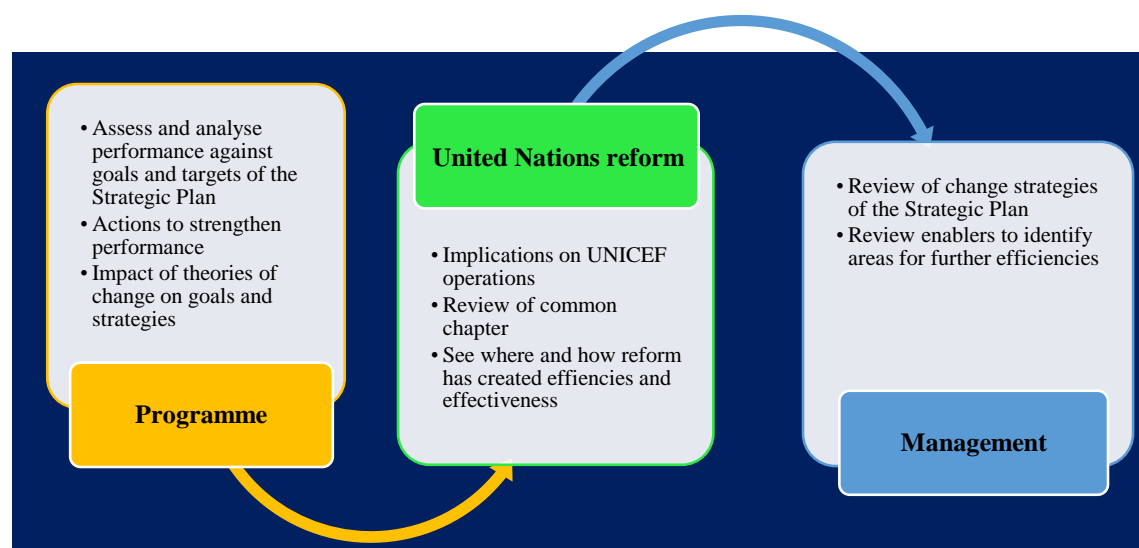 • Assess and analyse
performance against
goals and targets of the
Strategic Plan
• Actions to strengthen
performance
• Impact of theories of
change on goals and
strategies
Programme
United Nations reform
• Implications on UNICEF
operations
• Review of common
chapter
• See where and how reform
has created effiencies and
effectiveness
• Review of change strategies
of the Strategic Plan
• Review enablers to identify
areas for further efficiencies
Management